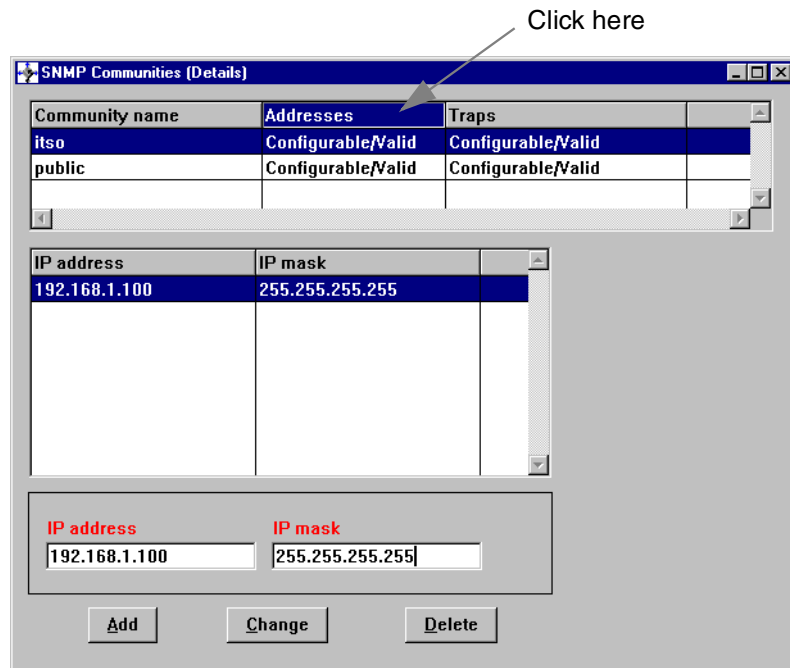 Click here
SNMP Communities (Details)
Community name Addresses Traps
itso Configurable/Valid Configurable/Valid
public Configurable/Valid Configurable/Valid
IP address IP mask
192.168.1.100 255.255.255.255
IP address IP mask
192.168.1.100 255.255.255.255
Add Change Delete